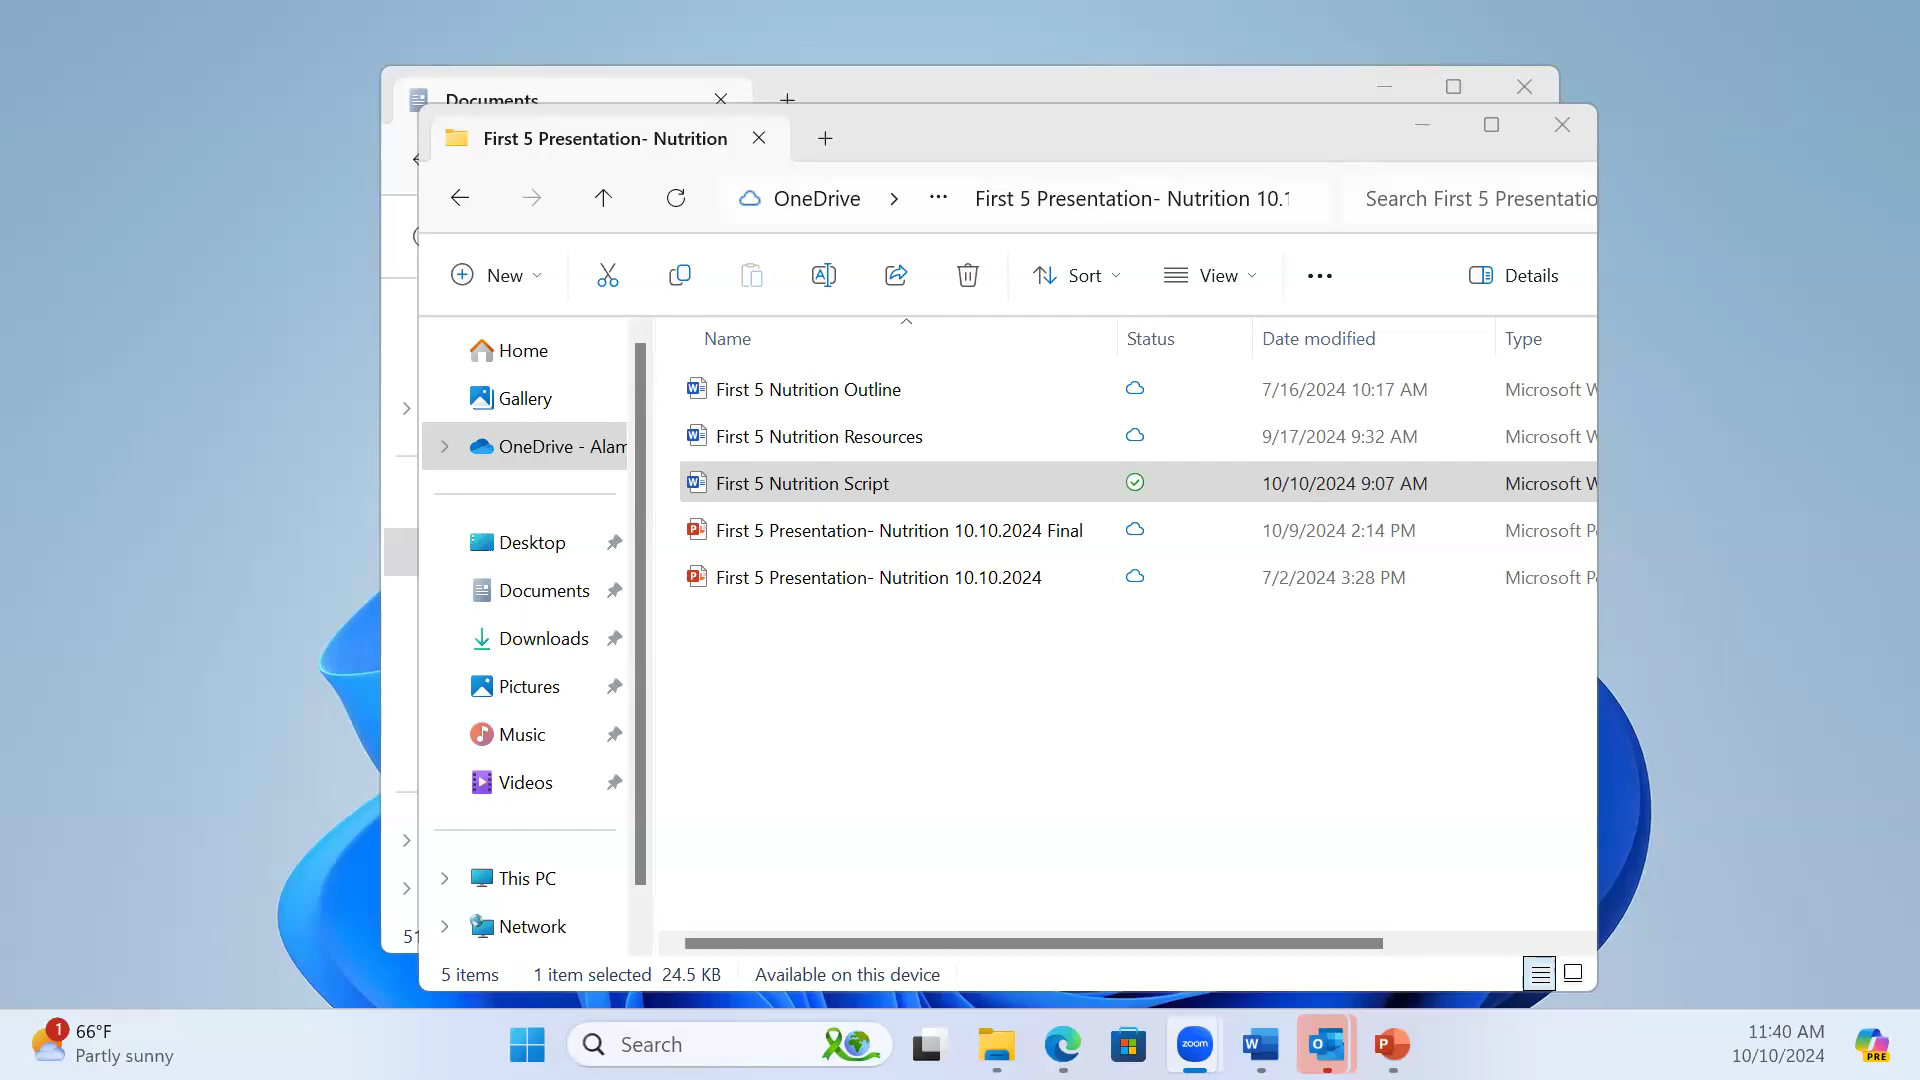 Documents
First 5 Presentation- Nutrition
OneDrive > ... First 5 Presentation- Nutrition 10.1
Search First 5 Presentatio
New
Sort
View
Details
Home
Gallery
OneDrive - Alam
Desktop
Documents
Downloads
Pictures
Music
Videos
This PC
Network
Name Status Date modified Type
First 5 Nutrition Outline 7/16/2024 10:17 AM Microsoft W
First 5 Nutrition Resources 9/17/2024 9:32 AM Microsoft W
First 5 Nutrition Script 10/10/2024 9:07 AM Microsoft W
First 5 Presentation- Nutrition 10.10.2024 Final 10/9/2024 2:14 PM Microsoft P
First 5 Presentation- Nutrition 10.10.2024 7/2/2024 3:28 PM Microsoft P
51
5 items 1 item selected 24.5 KB Available on this device
1
66°F
Partly sunny
Search
zoom
W
O
P
11:40 AM
10/10/2024
PRE